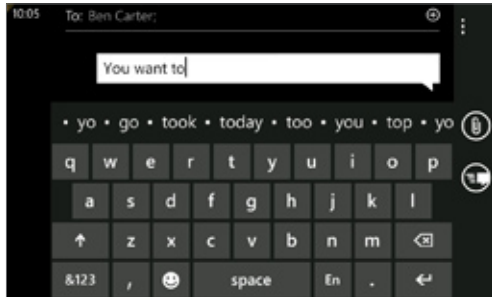 10:05 To: Ben Carter;
You want to
• yo • go • took • today • too • you • top • yo
q w e r t y u i o p
a s d f g h j k l
z x c v b n m
&123 , space En .